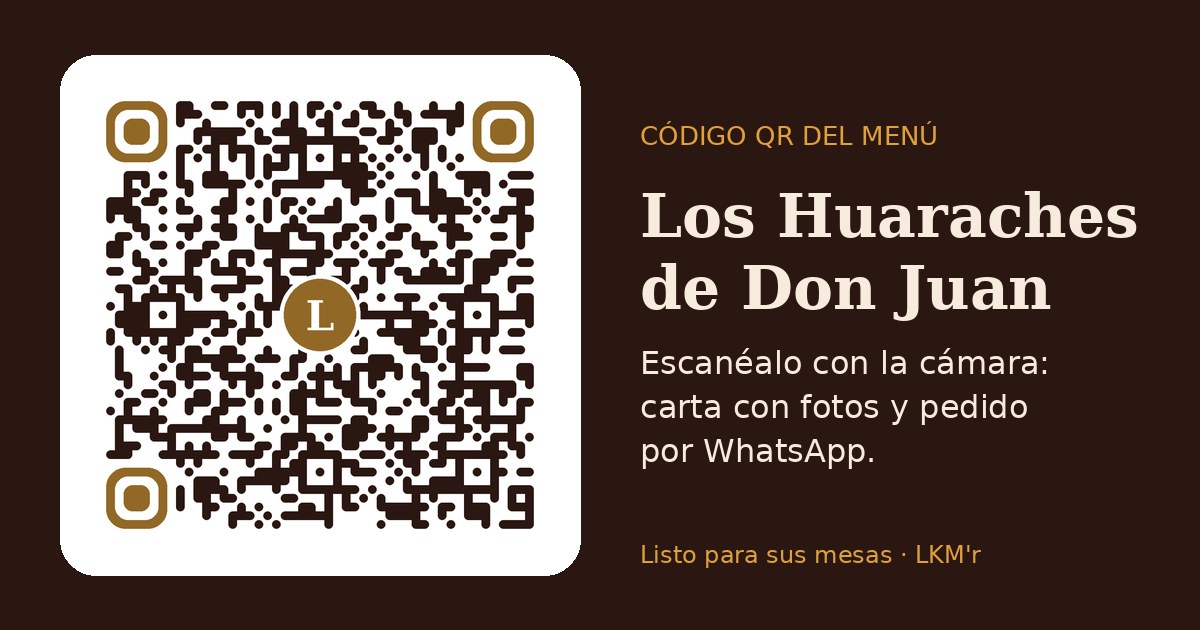 L
CÓDIGO QR DEL MENÚ
Los Huaraches
de Don Juan
Escanéalo con la cámara:
carta con fotos y pedido
por WhatsApp.
Listo para sus mesas · LKM'r